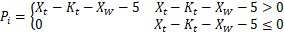 P_i = { X_t − K_t − X_W − 5    X_t − K_t − X_W − 5 > 0
0    X_t − K_t − X_W − 5 ≤ 0